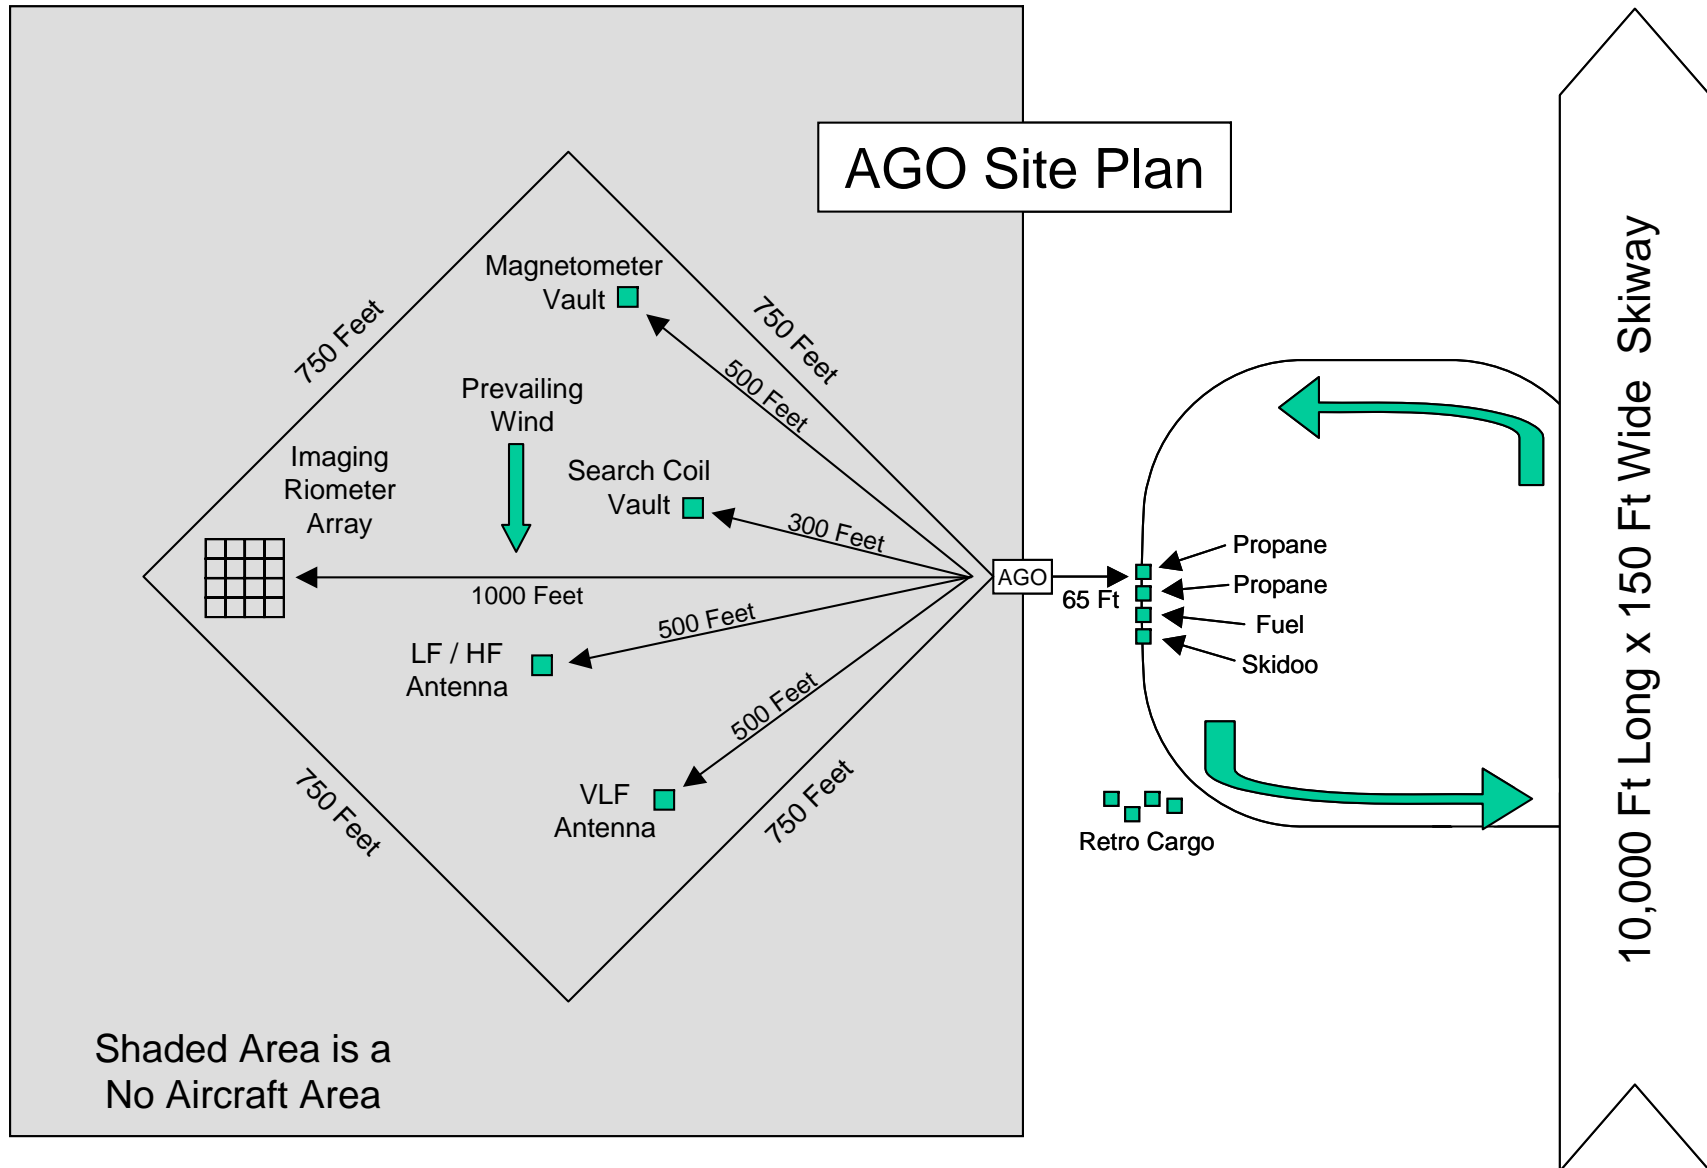 AGO Site Plan
Magnetometer
Vault
750 Feet
750 Feet
500 Feet
Prevailing
Wind
Imaging
Riometer
Array
Search Coil
Vault
300 Feet
1000 Feet
AGO
65 Ft
Propane
Propane
Fuel
Skidoo
500 Feet
LF / HF
Antenna
500 Feet
VLF
Antenna
750 Feet
750 Feet
Retro Cargo
10,000 Ft Long x 150 Ft Wide Skiway
Shaded Area is a
No Aircraft Area